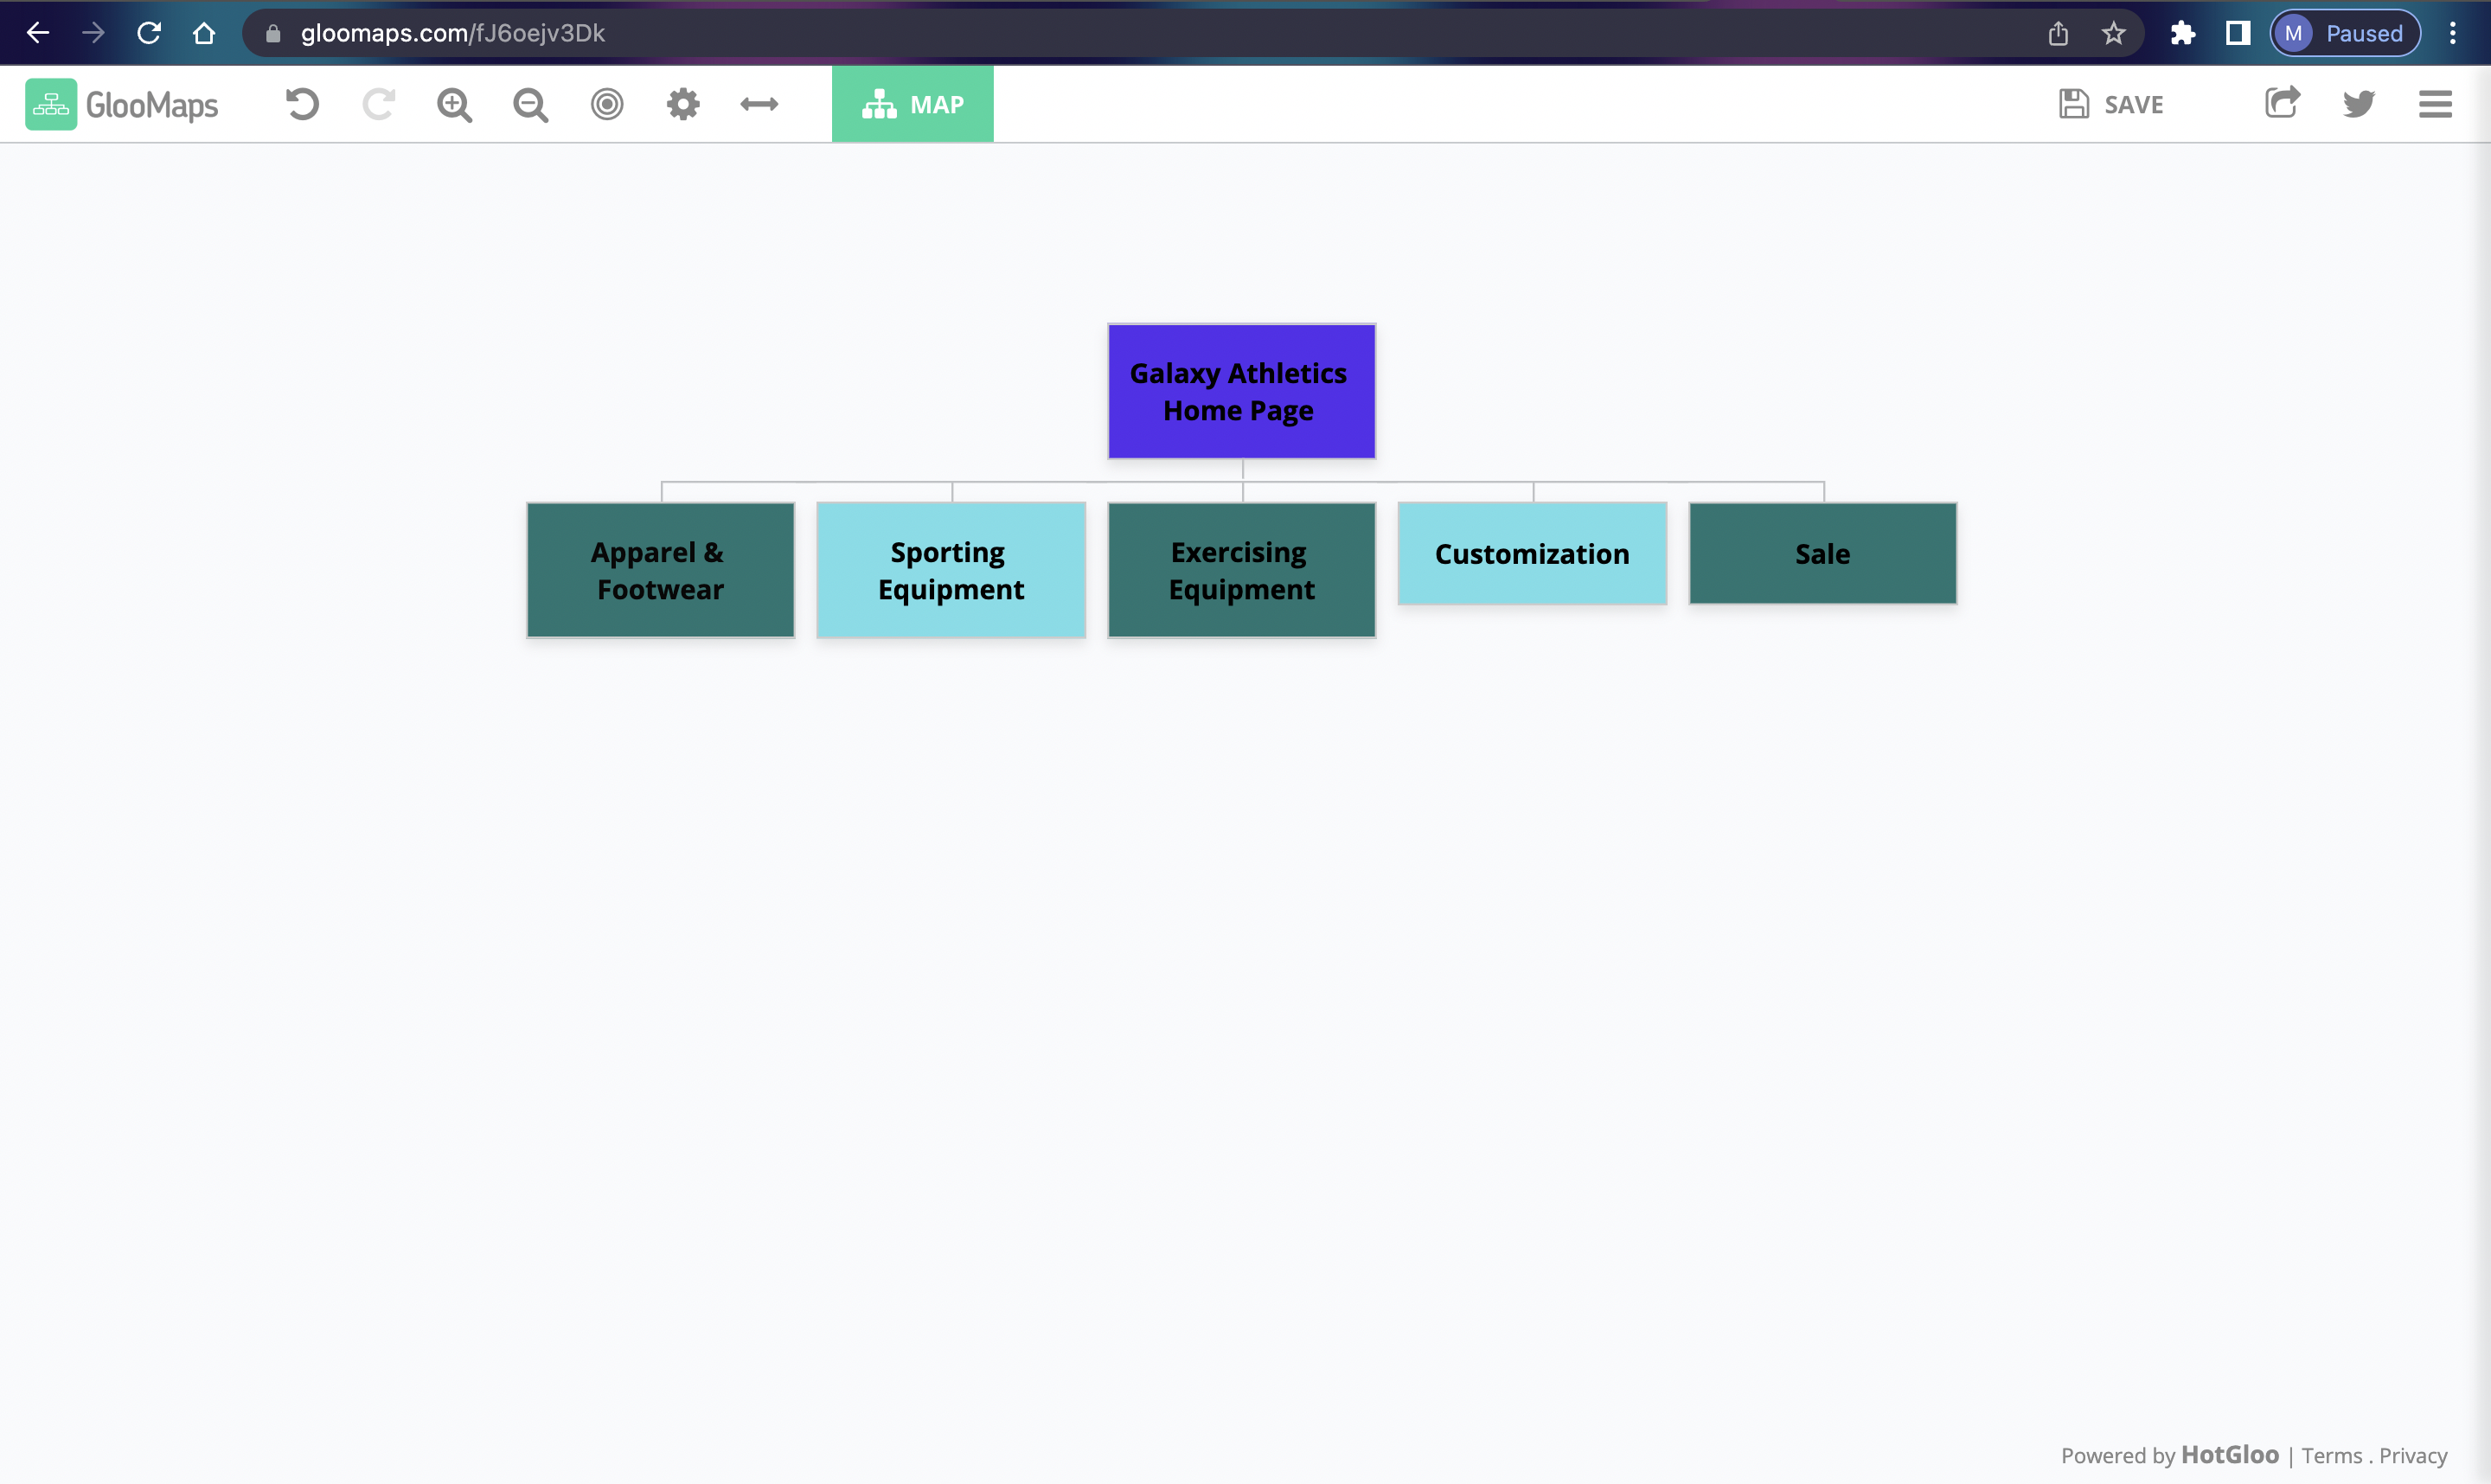 gloomaps.com/fJ6oejv3Dk
M Paused
GlooMaps
MAP
SAVE
Galaxy Athletics
Home Page
Apparel &
Footwear
Sporting
Equipment
Exercising
Equipment
Customization
Sale
Powered by HotGloo | Terms . Privacy